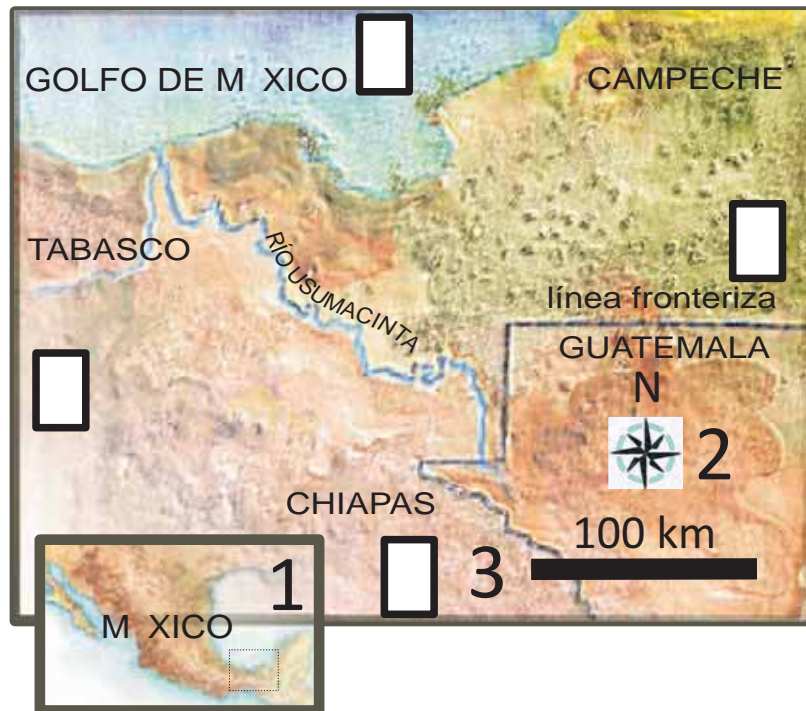 GOLFO DE M XICO
CAMPECHE
TABASCO
RÍO USUMACINTA
línea fronteriza
GUATEMALA
N
2
CHIAPAS
100 km
3
1
M XICO